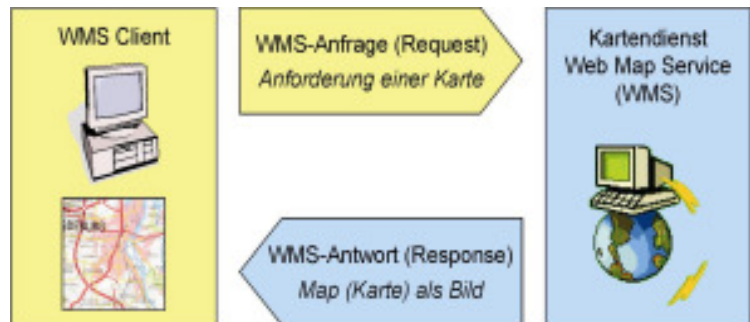 WMS Client
WMS-Anfrage (Request)
Anforderung einer Karte
Kartendienst
Web Map Service
(WMS)
WMS-Antwort (Response)
Map (Karte) als Bild